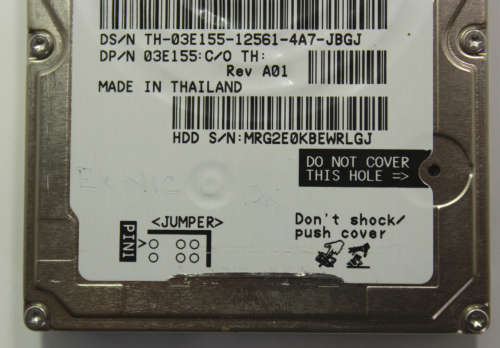 DS/N TH-03E155-12561-4A7-JBGJ
DP/N 03E155:C/O TH:
Rev A01
MADE IN THAILAND
HDD S/N:MRG2E0KBEWRLGJ
DO NOT COVER
THIS HOLE =>
<JUMPER>
PIN1
Don't shock/
push cover